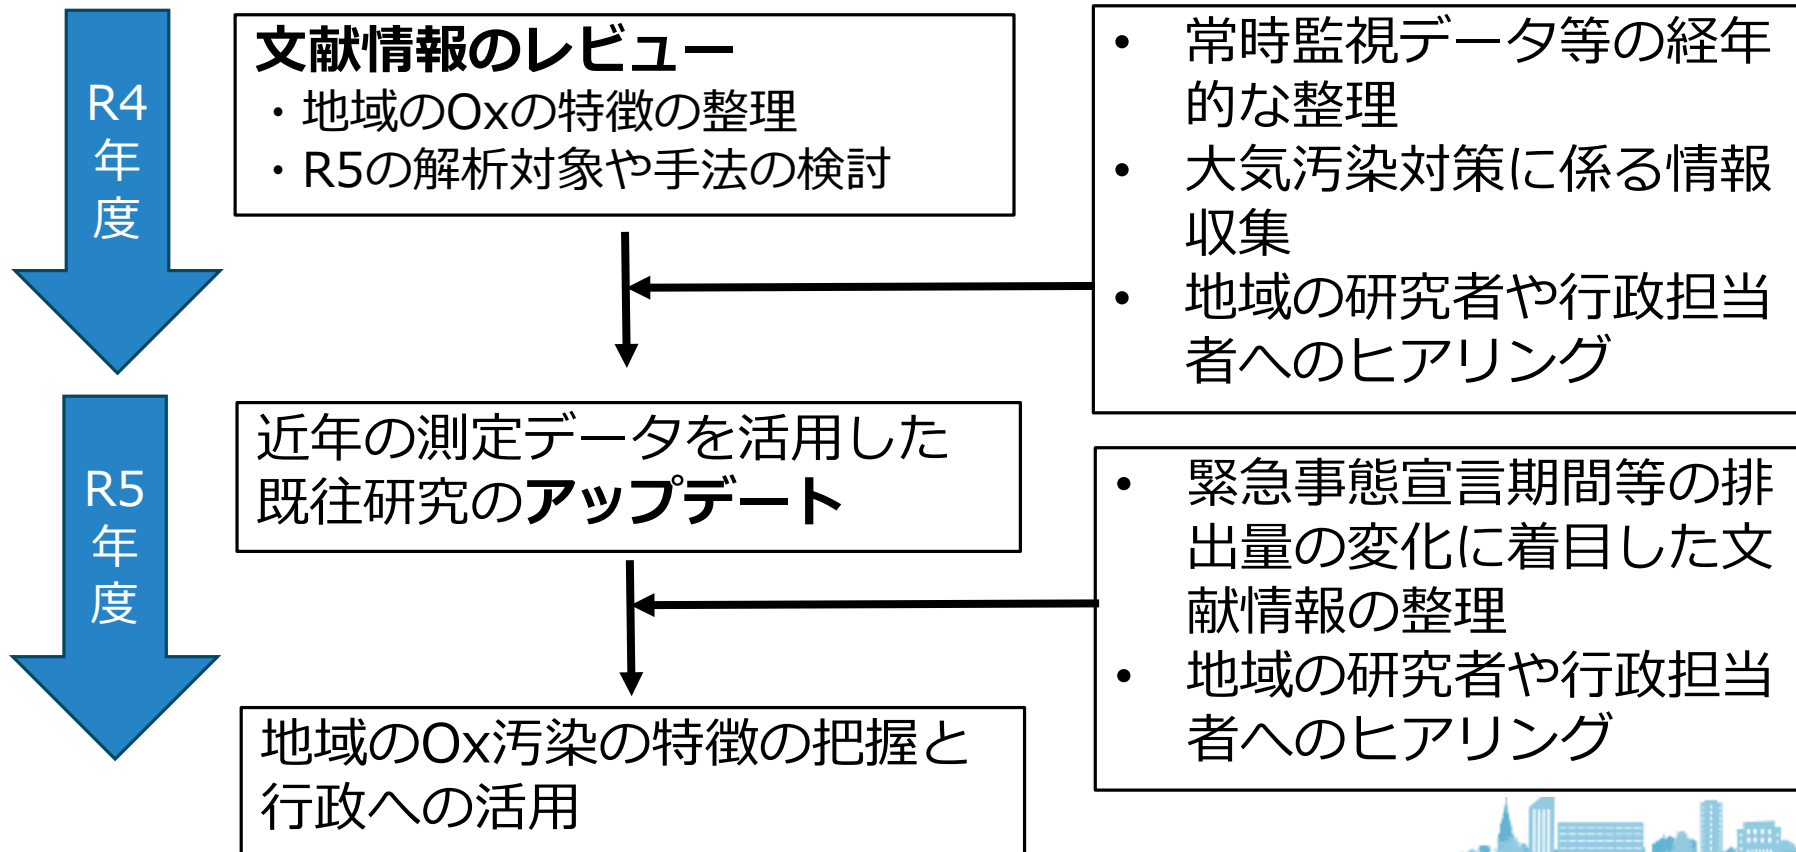 R4
年
度
文献情報のレビュー
・地域のOxの特徴の整理
・R5の解析対象や手法の検討
• 常時監視データ等の経年
的な整理
• 大気汚染対策に係る情報
収集
• 地域の研究者や行政担当
者へのヒアリング
R5
年
度
近年の測定データを活用した
既往研究のアップデート
• 緊急事態宣言期間等の排
出量の変化に着目した文
献情報の整理
• 地域の研究者や行政担当
者へのヒアリング
地域のOx汚染の特徴の把握と
行政への活用